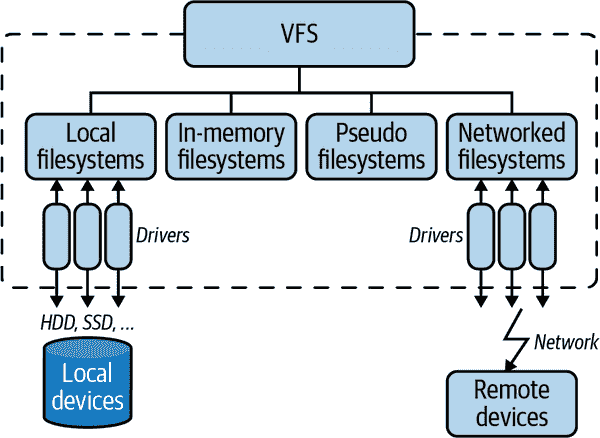 VFS
Local
filesystems
In-memory
filesystems
Pseudo
filesystems
Networked
filesystems
Drivers
Drivers
HDD, SSD, ...
Local
devices
Network
Remote
devices